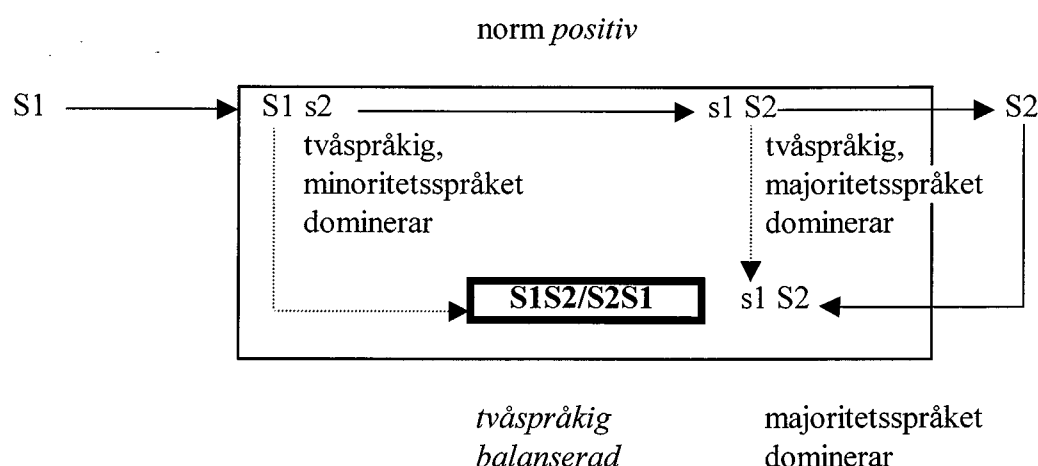 norm positiv
S1 S1 s2 s1 S2 S2
tvåspråkig, tvåspråkig,
minoritetsspråket majoritetsspråket
dominerar dominerar
S1S2/S2S1 s1 S2
tvåspråkig majoritetsspråket
balanserad dominerar